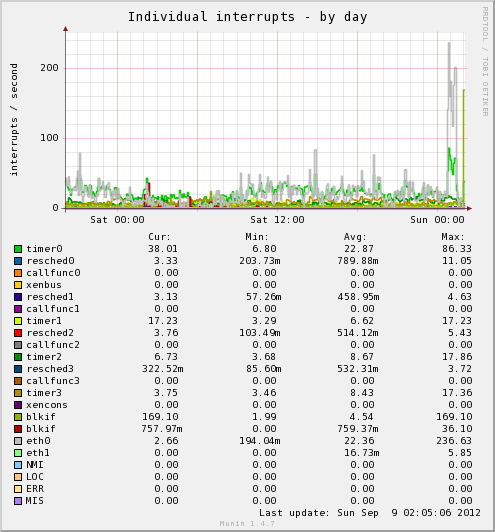 Individual interrupts - by day
RRDTOOL / TOBI OETIKER
interrupts / second
200
100
0
Sat 00:00 Sat 12:00 Sun 00:00
Cur: Min: Avg: Max:
timer0 38.01 6.80 22.87 86.33
resched0 3.33 203.73m 789.88m 11.05
callfunc0 0.00 0.00 0.00 0.00
xenbus 0.00 0.00 0.00 0.00
resched1 3.13 57.26m 458.95m 4.63
callfunc1 0.00 0.00 0.00 0.00
timer1 17.23 3.29 6.62 17.23
resched2 3.76 103.49m 514.12m 5.43
callfunc2 0.00 0.00 0.00 0.00
timer2 6.73 3.68 8.67 17.86
resched3 322.52m 85.60m 532.31m 3.72
callfunc3 0.00 0.00 0.00 0.00
timer3 3.75 3.46 8.43 17.36
xencons 0.00 0.00 0.00 0.00
blkif 169.10 1.99 4.54 169.10
blkif 757.97m 0.00 759.37m 36.10
eth0 2.66 194.04m 22.36 236.63
eth1 0.00 0.00 16.73m 5.85
NMI 0.00 0.00 0.00 0.00
LOC 0.00 0.00 0.00 0.00
ERR 0.00 0.00 0.00 0.00
MIS 0.00 0.00 0.00 0.00
Last update: Sun Sep 9 02:05:06 2012
Munin 1.4.7